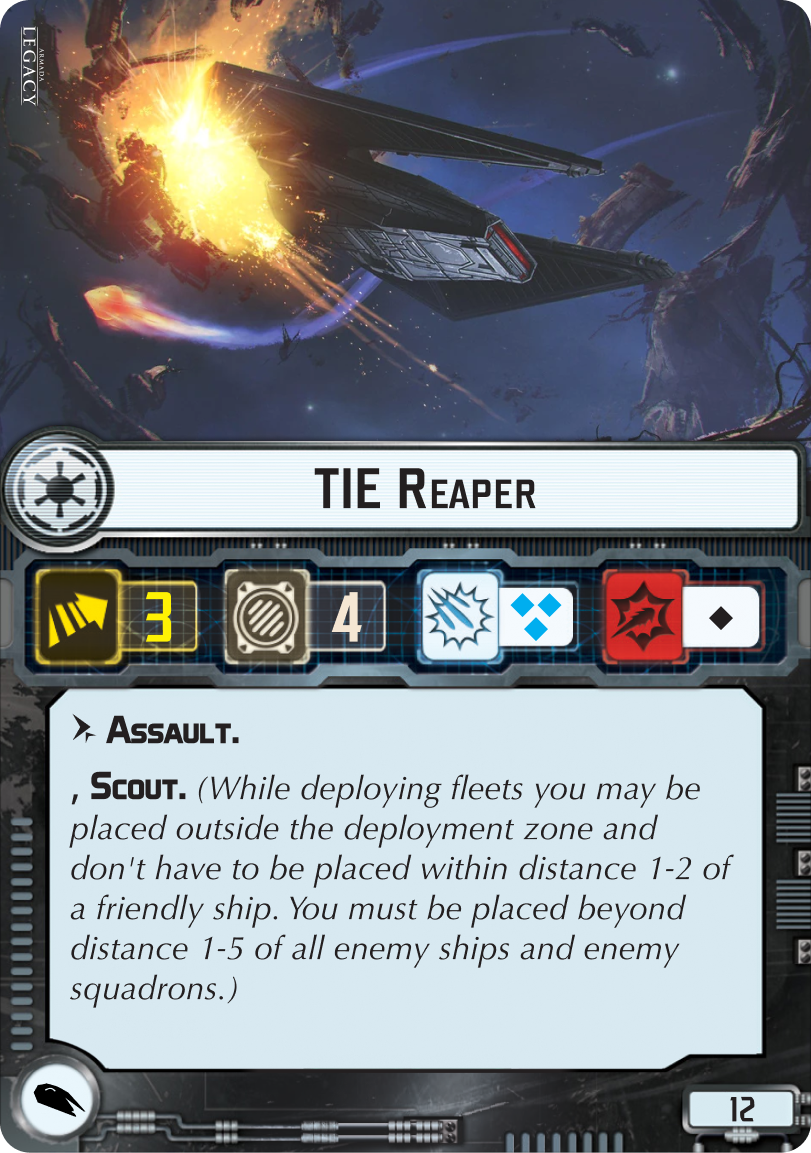 ARMADA
LEGACY
TIE REAPER
3
4
ASSAULT.
, SCOUT. (While deploying fleets you may be
placed outside the deployment zone and
don't have to be placed within distance 1-2 of
a friendly ship. You must be placed beyond
distance 1-5 of all enemy ships and enemy
squadrons.)
12